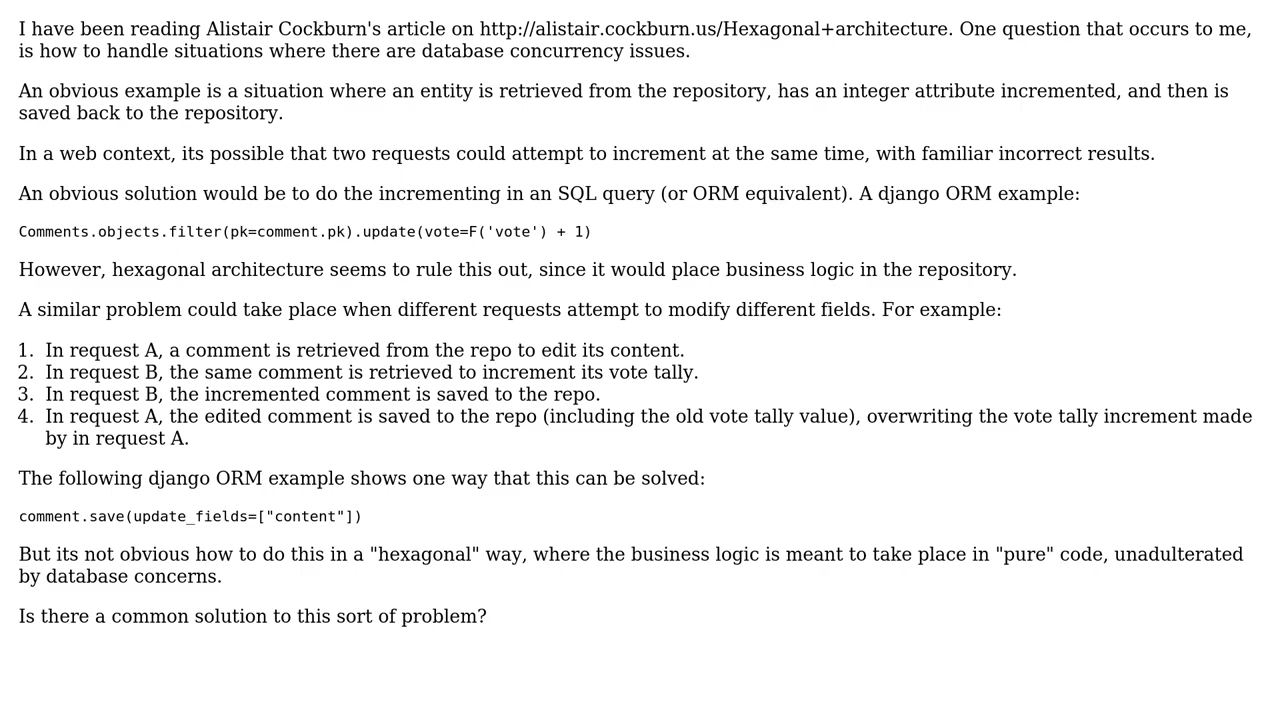 I have been reading Alistair Cockburn's article on http://alistair.cockburn.us/Hexagonal+architecture. One question that occurs to me,
is how to handle situations where there are database concurrency issues.
An obvious example is a situation where an entity is retrieved from the repository, has an integer attribute incremented, and then is
saved back to the repository.
In a web context, its possible that two requests could attempt to increment at the same time, with familiar incorrect results.
An obvious solution would be to do the incrementing in an SQL query (or ORM equivalent). A django ORM example:
Comments.objects.filter(pk=comment.pk).update(vote=F('vote') + 1)
However, hexagonal architecture seems to rule this out, since it would place business logic in the repository.
A similar problem could take place when different requests attempt to modify different fields. For example:
1. In request A, a comment is retrieved from the repo to edit its content.
2. In request B, the same comment is retrieved to increment its vote tally.
3. In request B, the incremented comment is saved to the repo.
4. In request A, the edited comment is saved to the repo (including the old vote tally value), overwriting the vote tally increment made
by in request A.
The following django ORM example shows one way that this can be solved:
comment.save(update_fields=["content"])
But its not obvious how to do this in a "hexagonal" way, where the business logic is meant to take place in "pure" code, unadulterated
by database concerns.
Is there a common solution to this sort of problem?